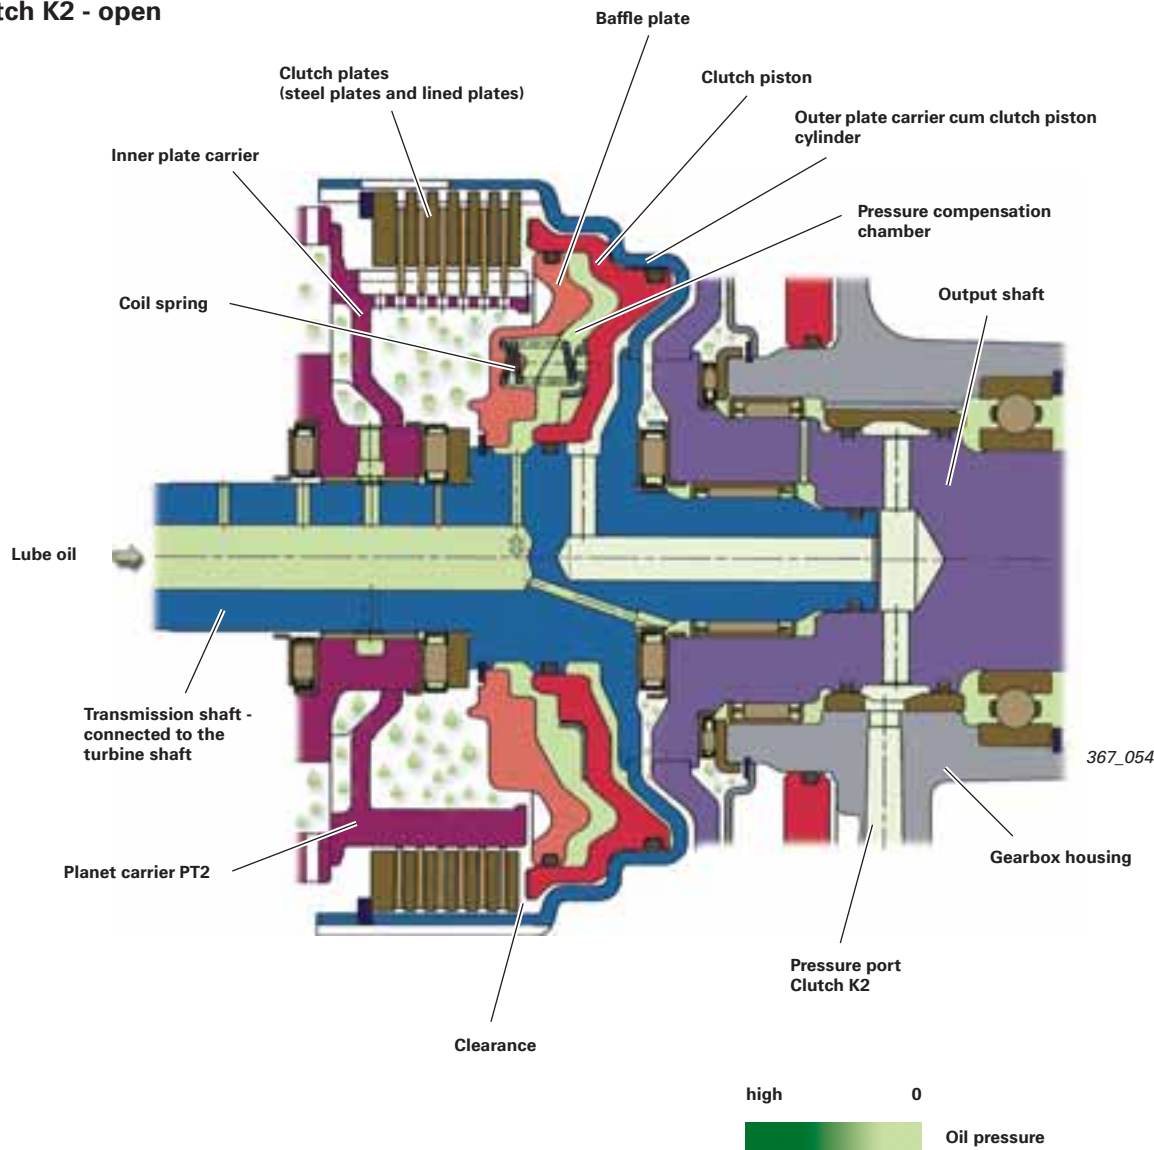 tch K2 - open
Baffle plate
Clutch plates
(steel plates and lined plates)
Clutch piston
Outer plate carrier cum clutch piston
cylinder
Inner plate carrier
Pressure compensation
chamber
Coil spring
Output shaft
Lube oil
Transmission shaft -
connected to the
turbine shaft
367_054
Planet carrier PT2
Gearbox housing
Pressure port
Clutch K2
Clearance
high 0
Oil pressure